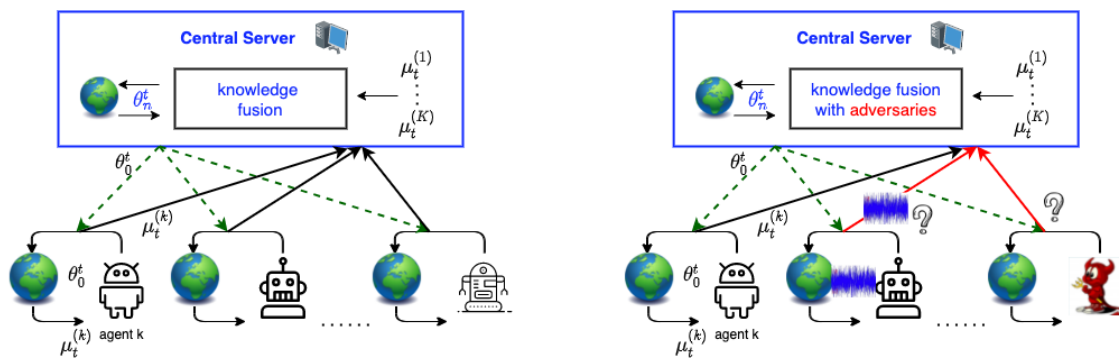 Central Server
θ_n^t
knowledge
fusion
μ_t^{(1)}
⋮
μ_t^{(K)}
θ_0^t
μ_t^{(k)}
θ_0^t
agent k
μ_t^{(k)}
......
Central Server
θ_n^t
knowledge fusion
with adversaries
μ_t^{(1)}
⋮
μ_t^{(K)}
θ_0^t
μ_t^{(k)}
?
?
θ_0^t
agent k
μ_t^{(k)}
......